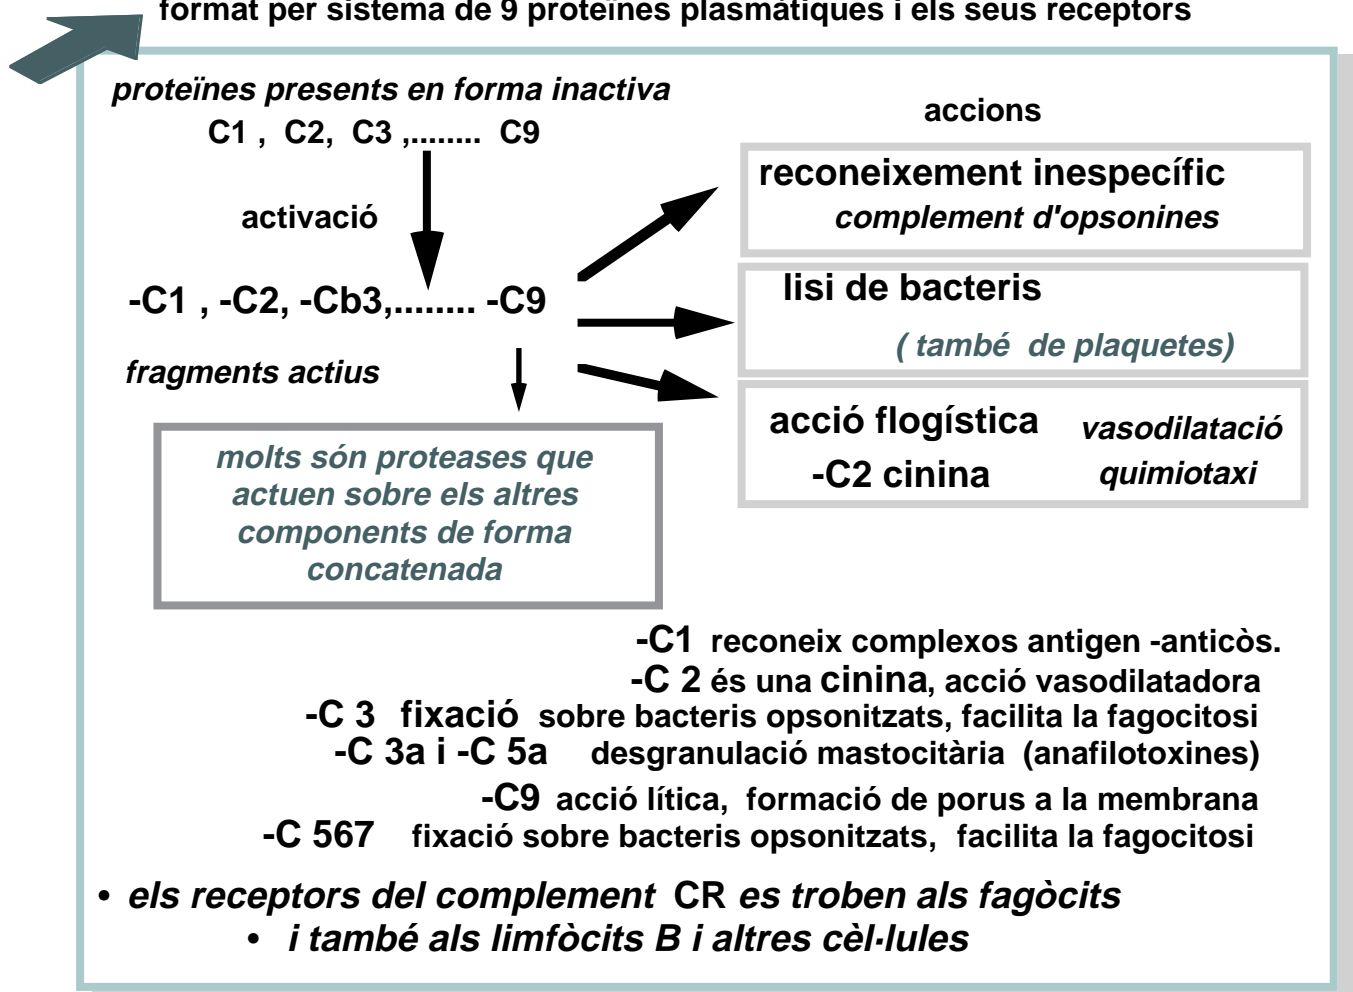 format per sistema de 9 proteïnes plasmàtiques i els seus receptors
proteïnes presents en forma inactiva
C1 , C2, C3 ,........ C9
activació
-C1 , -C2, -Cb3,........ -C9
fragments actius
molts són proteases que
actuen sobre els altres
components de forma
concatenada
accions
reconeixement inespecífic
complement d'opsonines
lisi de bacteris
( també de plaquetes)
acció flogística vasodilatació
-C2 cinina quimiotaxi
-C1 reconeix complexos antigen -anticòs.
-C 2 és una cinina, acció vasodilatadora
-C 3 fixació sobre bacteris opsonitzats, facilita la fagocitosi
-C 3a i -C 5a desgranulació mastocitària (anafilotoxines)
-C9 acció lítica, formació de porus a la membrana
-C 567 fixació sobre bacteris opsonitzats, facilita la fagocitosi
• els receptors del complement CR es troben als fagòcits
• i també als limfòcits B i altres cèl·lules